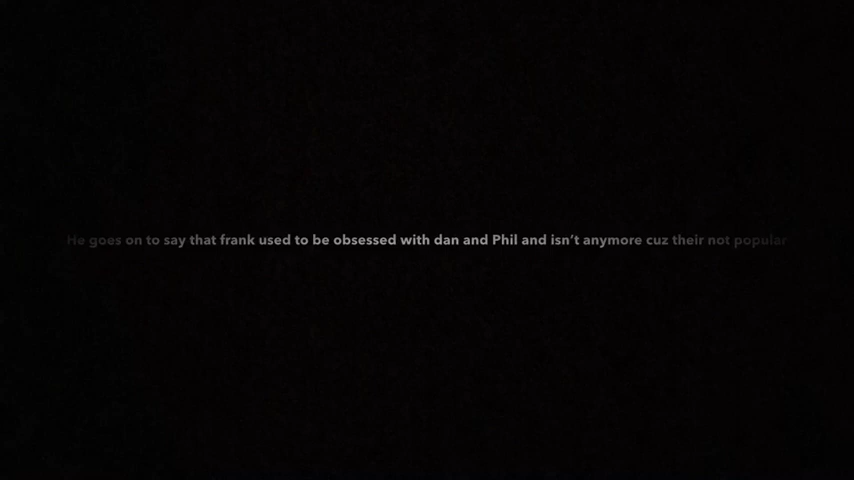 He goes on to say that frank used to be obsessed with dan and Phil and isn’t anymore cuz their not popular